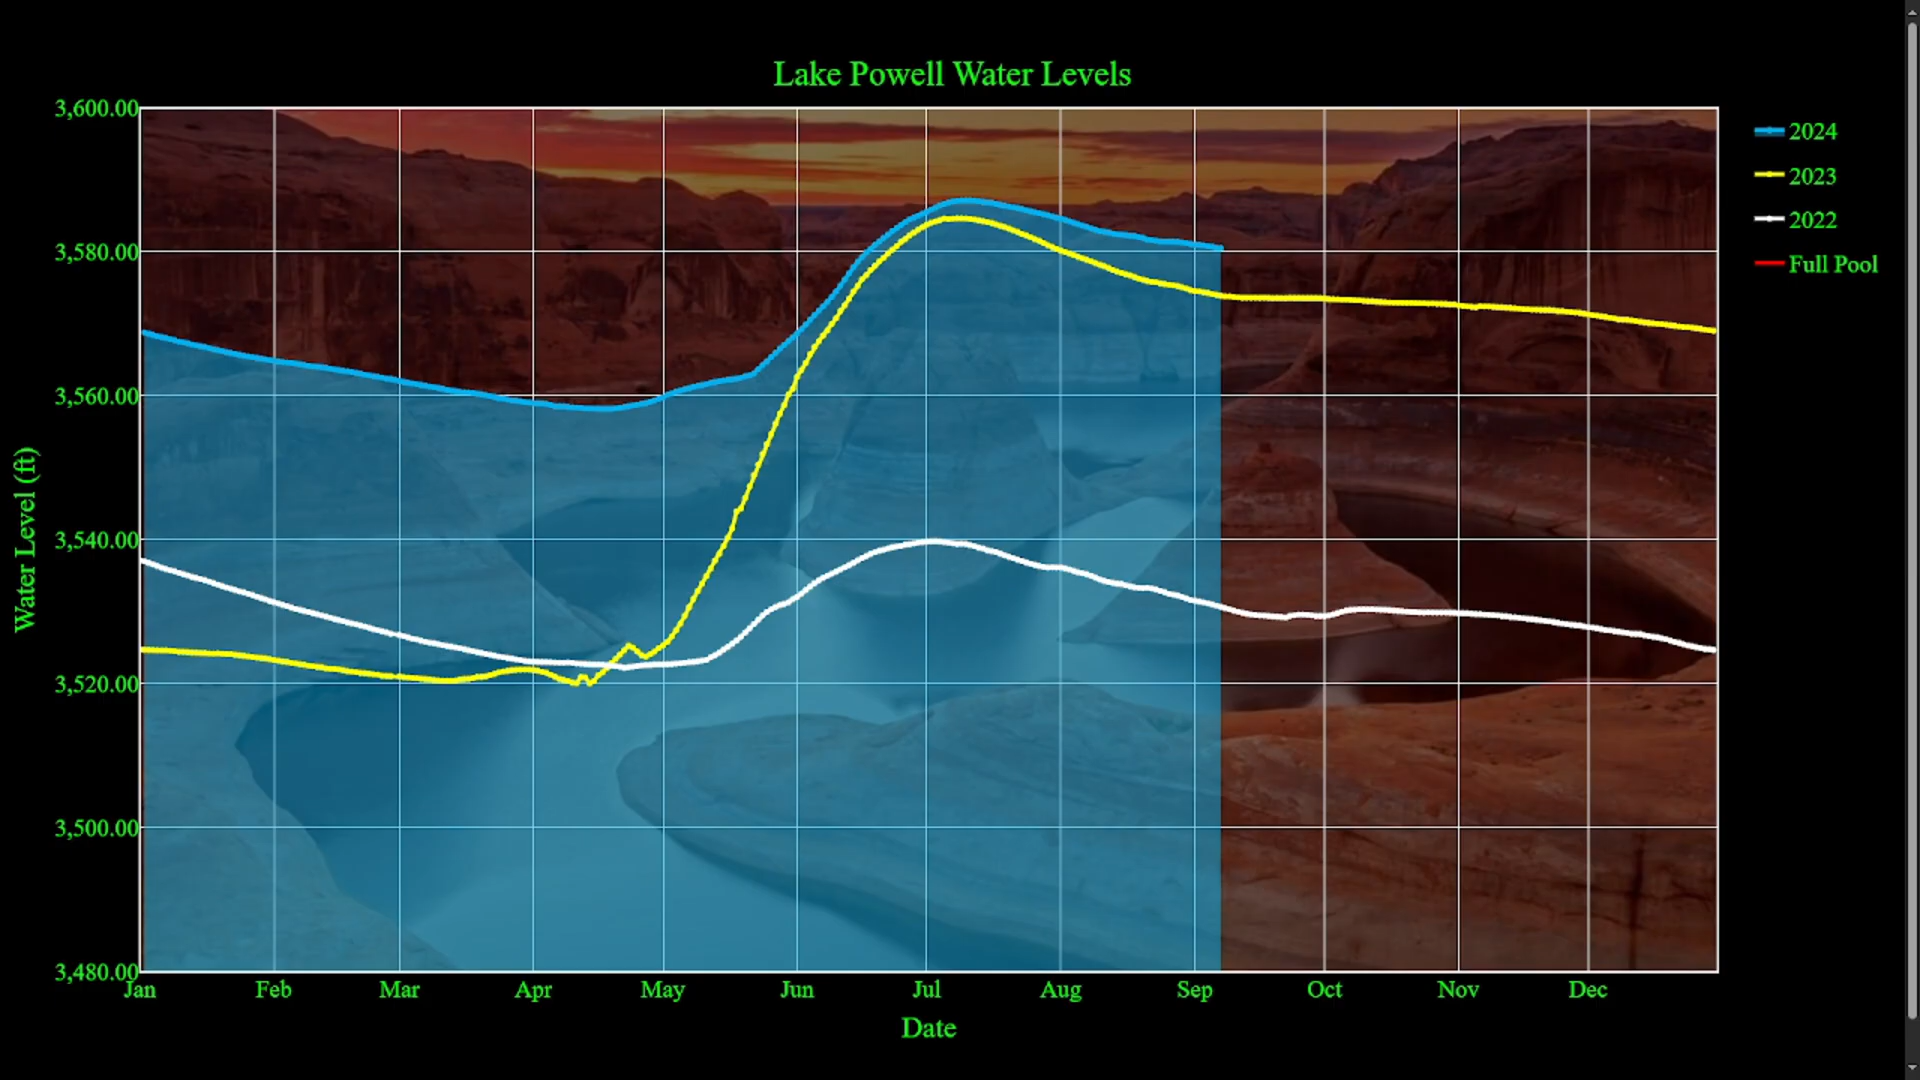 Lake Powell Water Levels
3,600.00
3,580.00
3,560.00
3,540.00
3,520.00
3,500.00
3,480.00
Water Level (ft)
Jan Feb Mar Apr May Jun Jul Aug Sep Oct Nov Dec
Date
2024
2023
2022
Full Pool